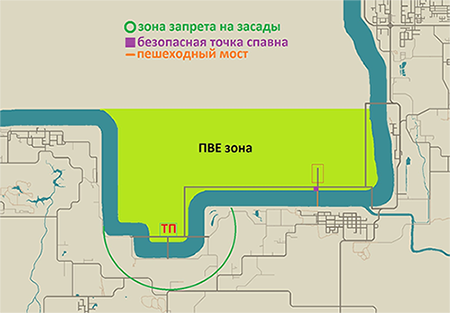 зона запрета на засады
безопасная точка спавна
пешеходный мост
ПВЕ зона
ТП